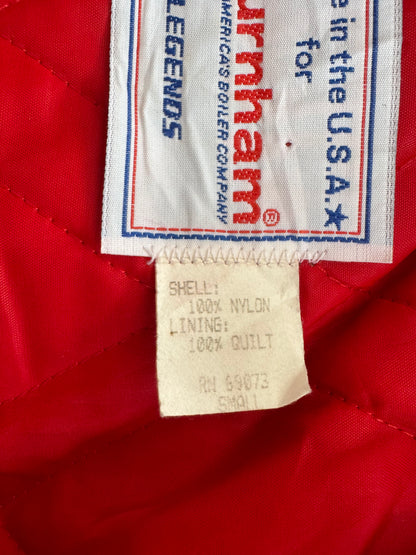 e in the U.S.A.★
for
urnham®
AMERICA'S BOILER COMPANY
LEGENDS
SHELL:
100% NYLON
LINING:
100% QUILT
RN 69073
SMALL